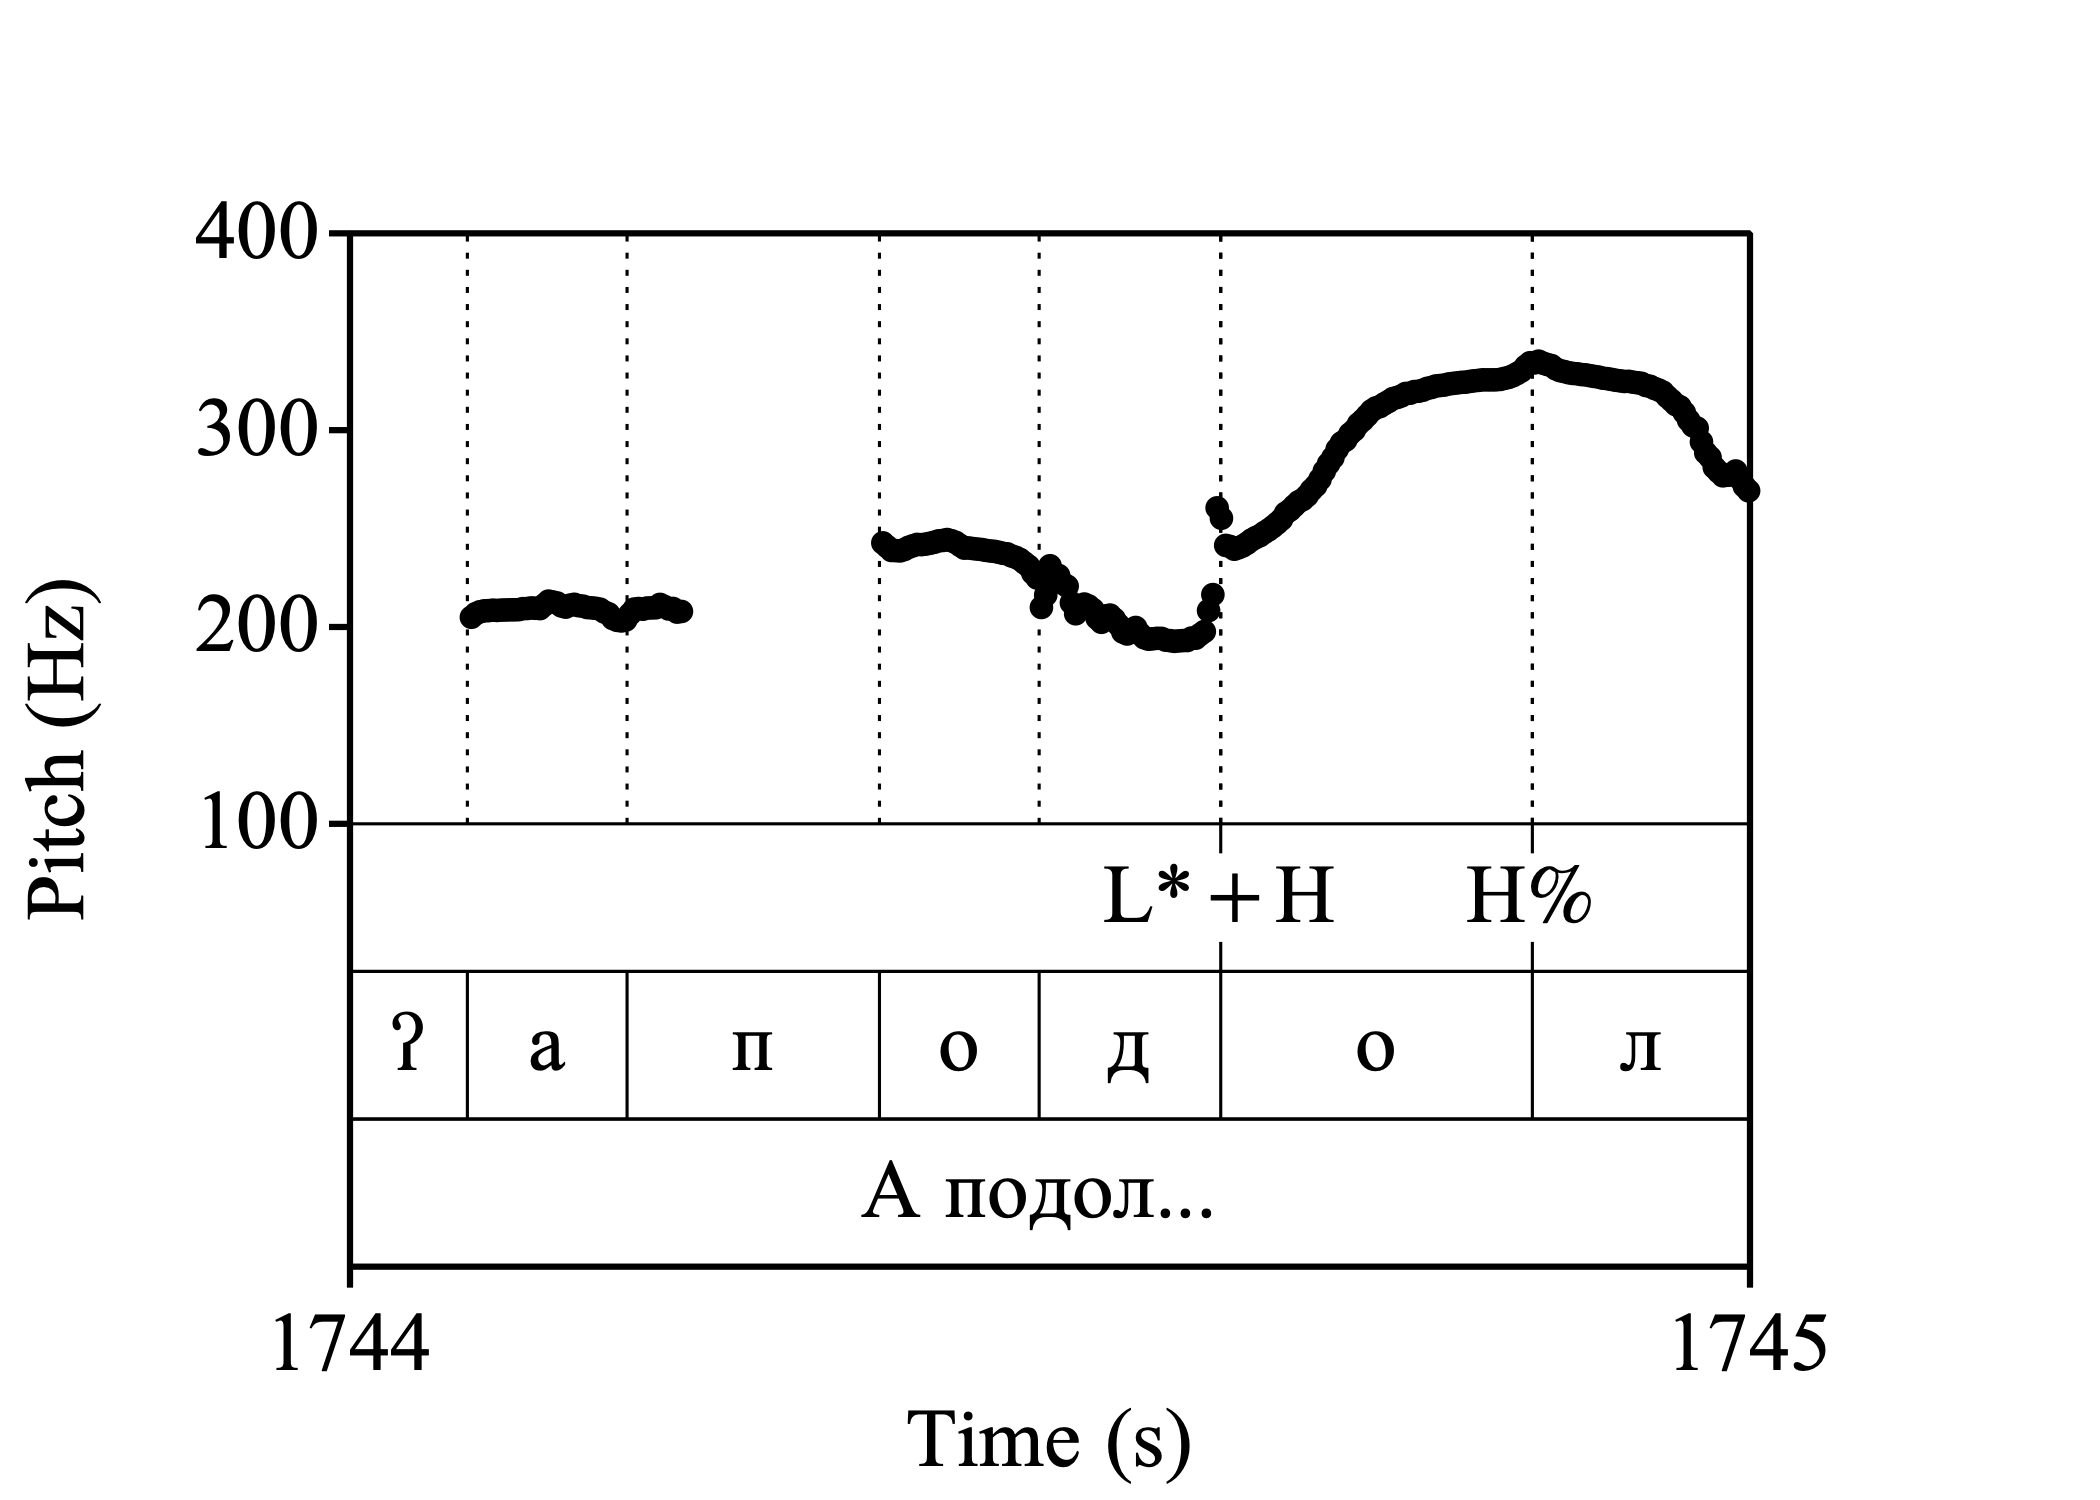 400
300
200
100
Pitch (Hz)
L*+H H%
ʔ а п о д о л
А подол...
1744 1745
Time (s)